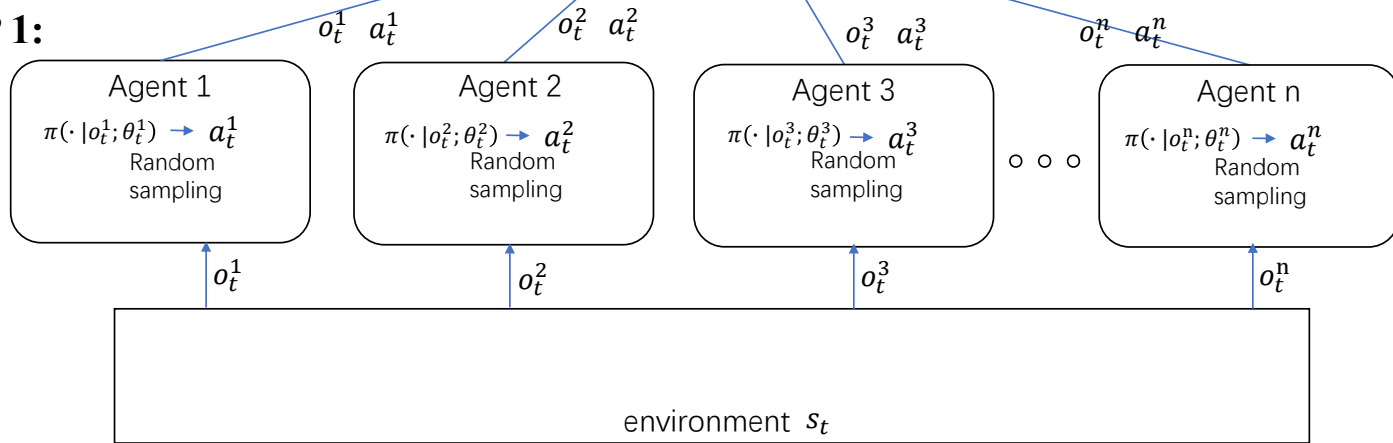 1:
o_t^1 a_t^1 o_t^2 a_t^2 o_t^3 a_t^3 o_t^n a_t^n
Agent 1 Agent 2 Agent 3 Agent n
π(· |o_t^1; θ_t^1) → a_t^1 π(· |o_t^2; θ_t^2) → a_t^2 π(· |o_t^3; θ_t^3) → a_t^3 π(· |o_t^n; θ_t^n) → a_t^n
Random Random Random Random
sampling sampling sampling sampling
o_t^1 o_t^2 o_t^3 o_t^n
environment s_t